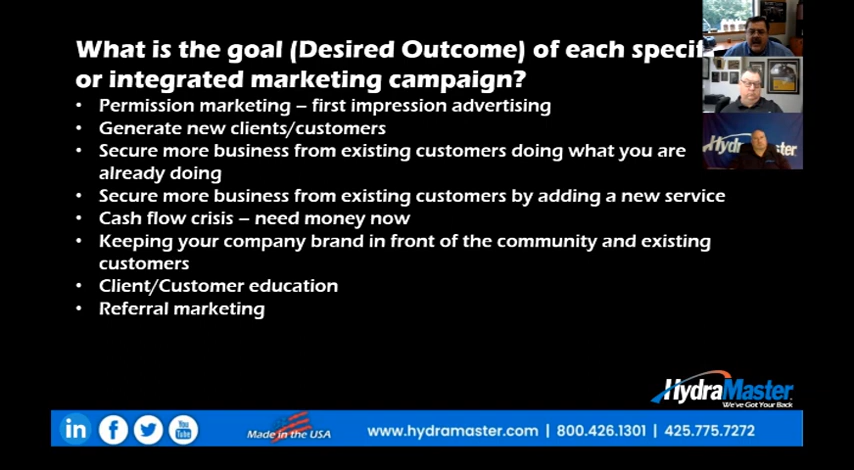 What is the goal (Desired Outcome) of each specif
or integrated marketing campaign?
• Permission marketing – first impression advertising
• Generate new clients/customers
• Secure more business from existing customers doing what you are
already doing
• Secure more business from existing customers by adding a new service
• Cash flow crisis – need money now
• Keeping your company brand in front of the community and existing
customers
• Client/Customer education
• Referral marketing
HydraMaster
We've Got Your Back
in
f
You
Tube
Made in the USA
www.hydramaster.com | 800.426.1301 | 425.775.7272